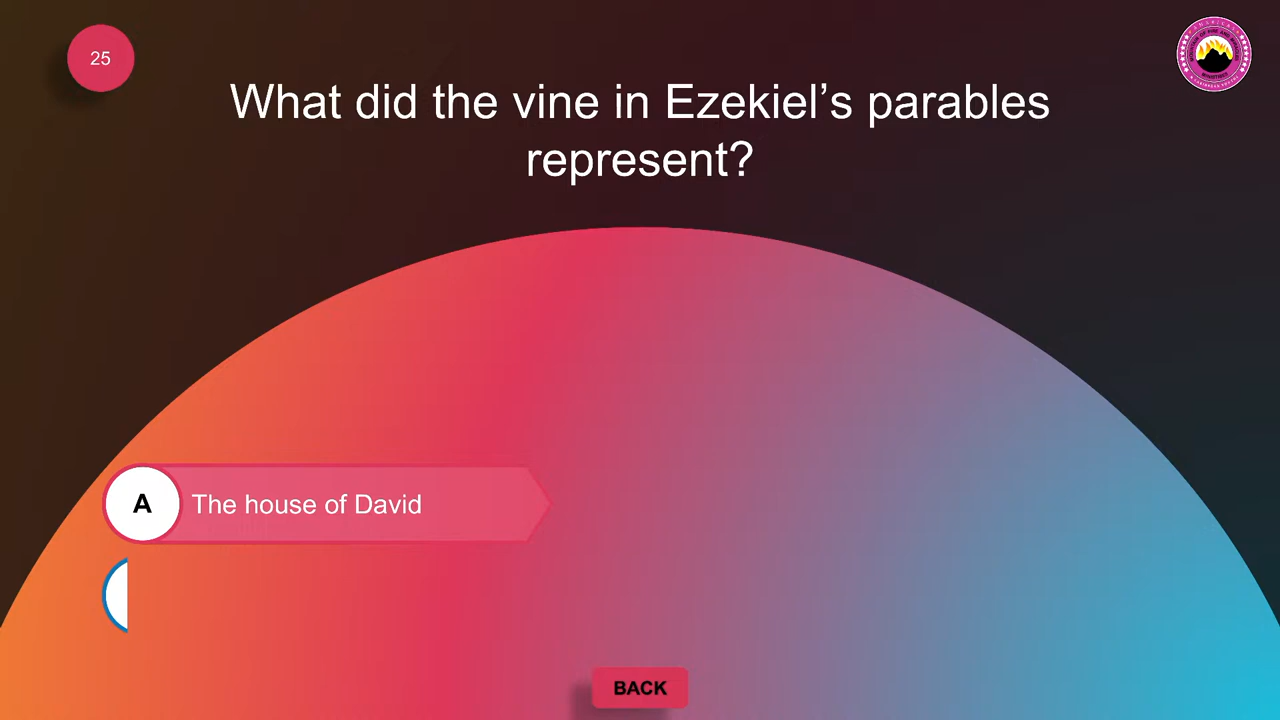 25
What did the vine in Ezekiel’s parables
represent?
A
The house of David
BACK